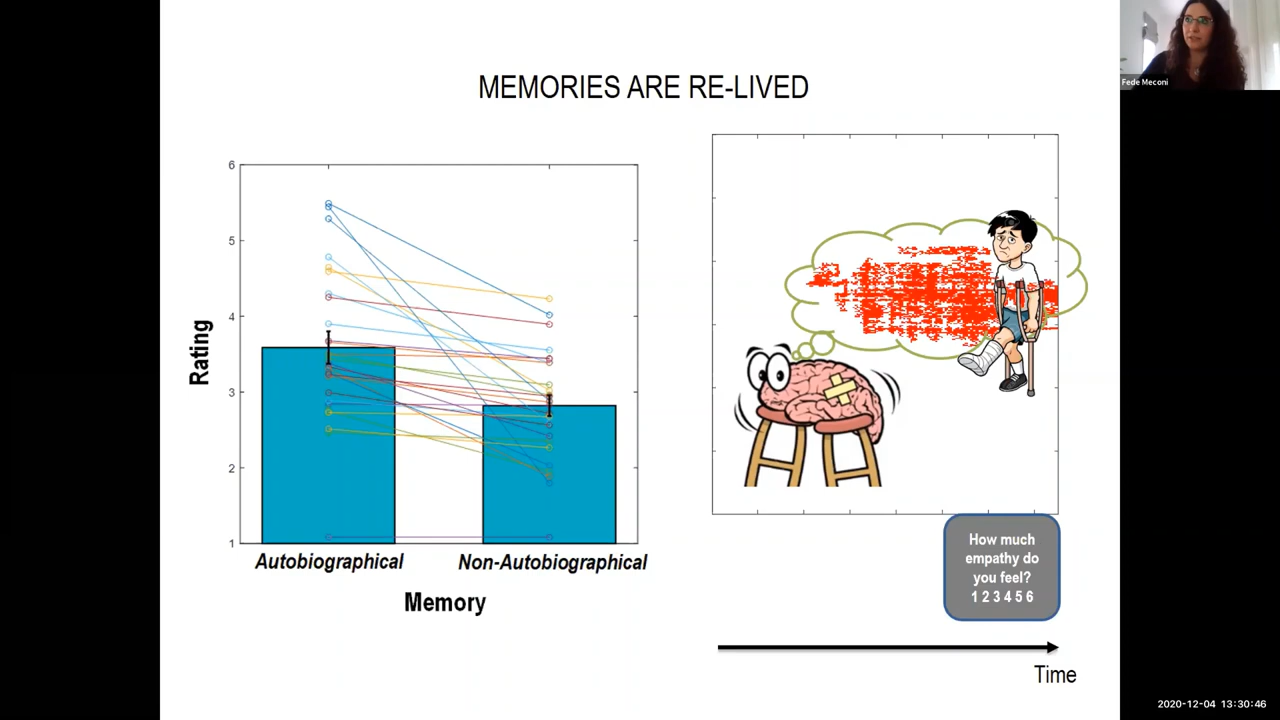 Fede Meconi
MEMORIES ARE RE-LIVED
6
5
4
3
2
1
Rating
Autobiographical
Non-Autobiographical
Memory
How much
empathy do
you feel?
1 2 3 4 5 6
Time
2020-12-04 13:30:46